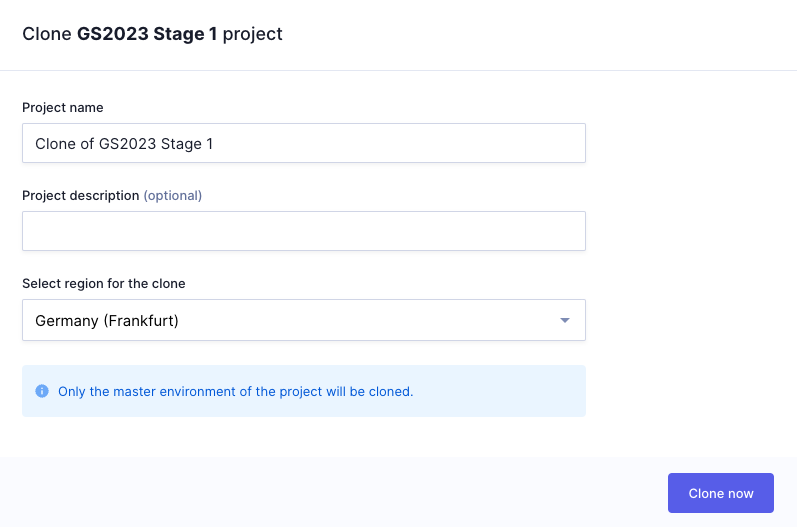 Clone GS2023 Stage 1 project
Project name
Clone of GS2023 Stage 1
Project description (optional)
Select region for the clone
Germany (Frankfurt)
Only the master environment of the project will be cloned.
Clone now